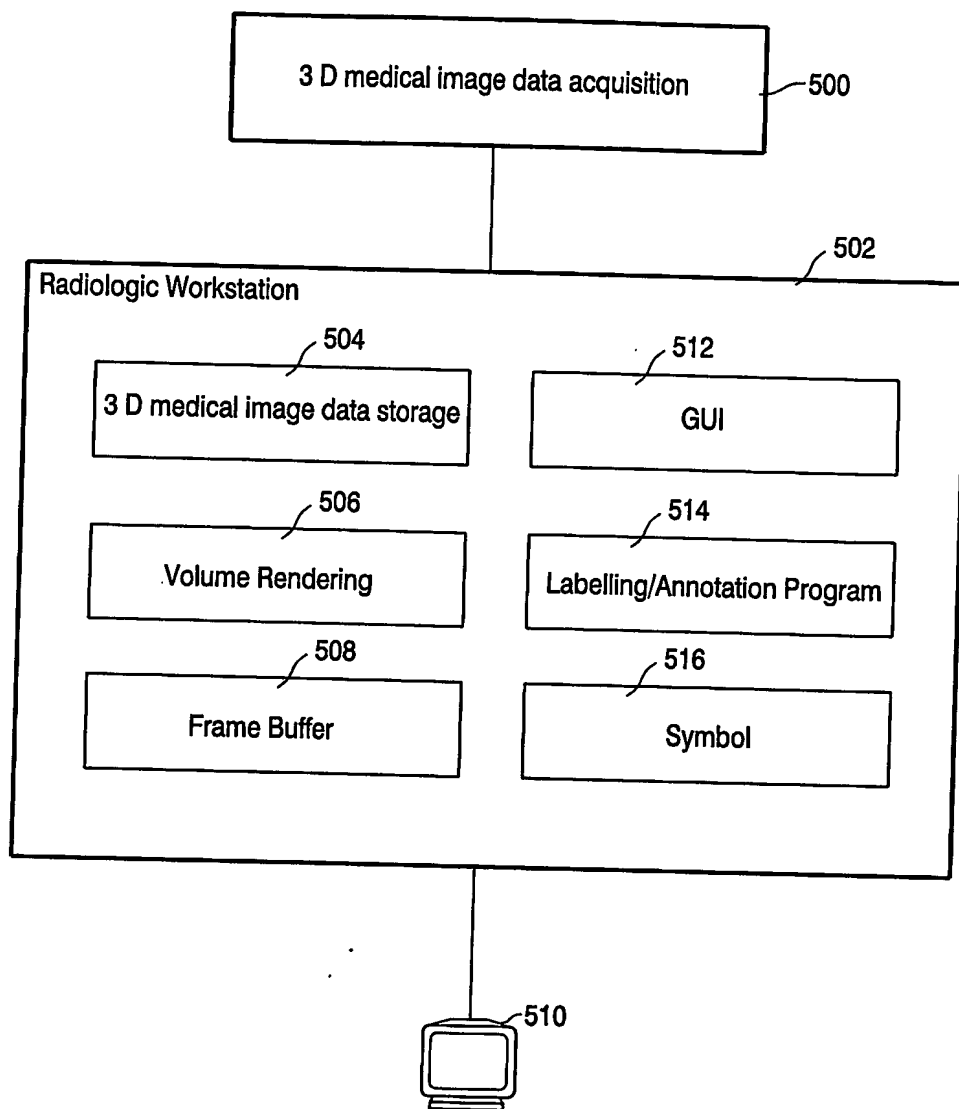 3 D medical image data acquisition
500
502
Radiologic Workstation
504
512
3 D medical image data storage
GUI
506
514
Volume Rendering
Labelling/Annotation Program
508
516
Frame Buffer
Symbol
510